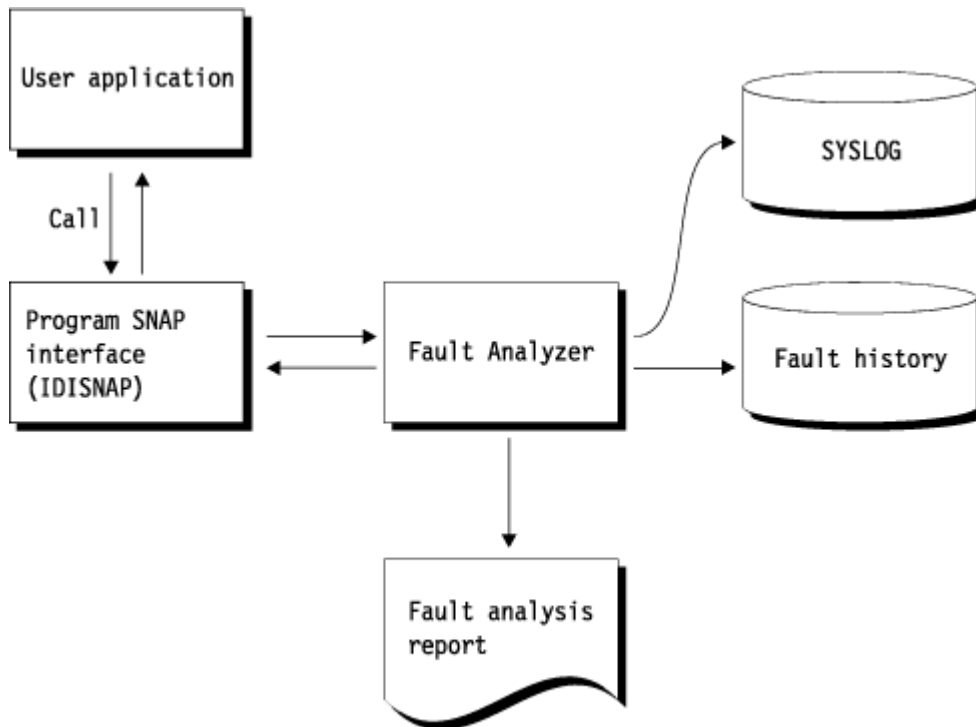 User application
SYSLOG
Call
Program SNAP
interface
(IDISNAP)
Fault Analyzer
Fault history
Fault analysis
report